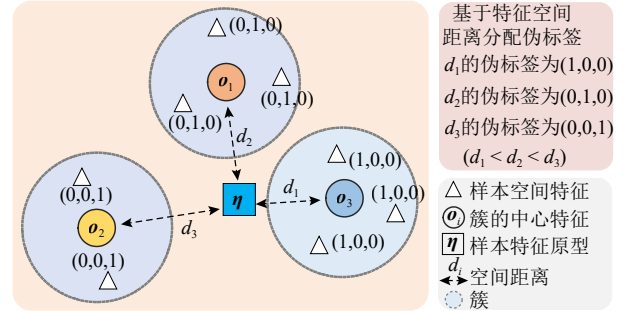 (0,1,0)
o1
(0,1,0)
(0,1,0)
d2
(0,0,1)
o2
(0,0,1)
d3
η
d1
(1,0,0)
(1,0,0)
o3
(1,0,0)
基于特征空间
距离分配伪标签
d1的伪标签为(1,0,0)
d2的伪标签为(0,1,0)
d3的伪标签为(0,0,1)
(d1 < d2 < d3)
样本空间特征
oi 簇的中心特征
η 样本特征原型
di 空间距离
簇